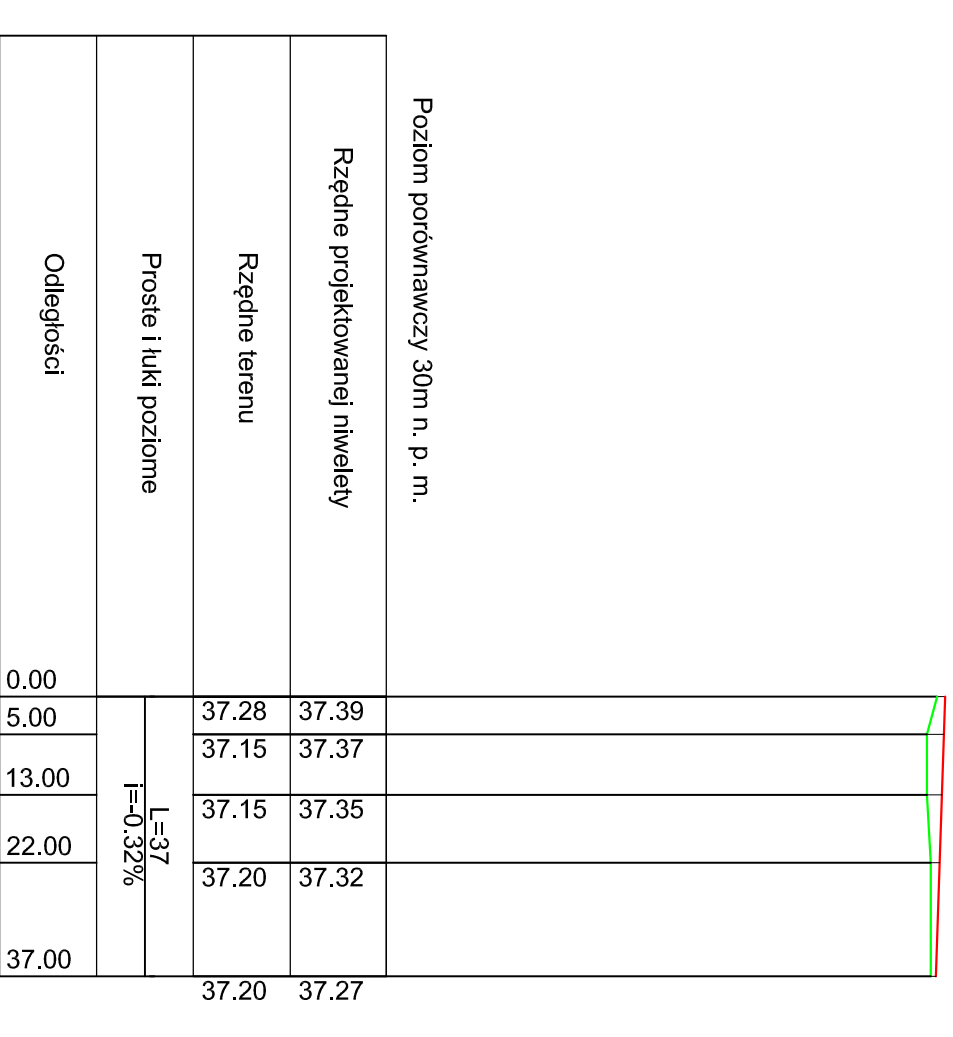 Poziom porównawczy 30m n. p. m.
Rzędne projektowanej niwelety
37.39
37.37
37.35
37.32
37.27
Rzędne terenu
37.28
37.15
37.15
37.20
37.20
Proste i łuki poziome
L=37
i=-0.32%
Odległości
0.00
5.00
13.00
22.00
37.00